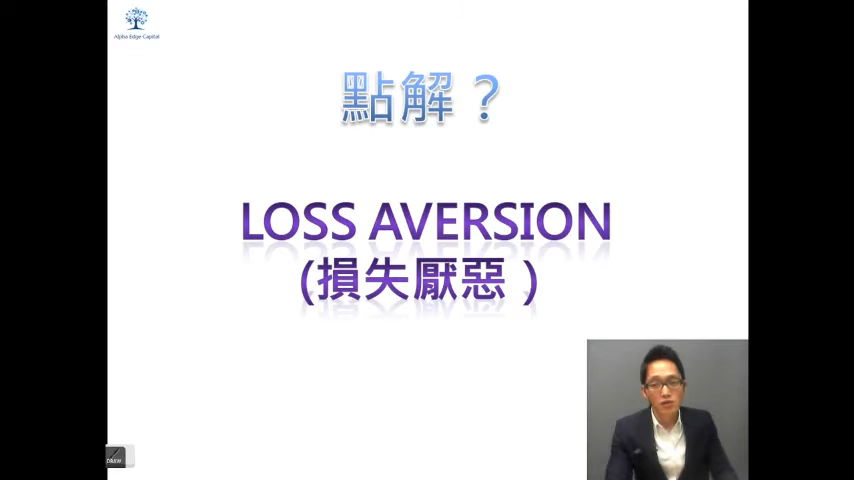 Alpha Edge Capital
點解？
LOSS AVERSION
(損失厭惡）
DRAW